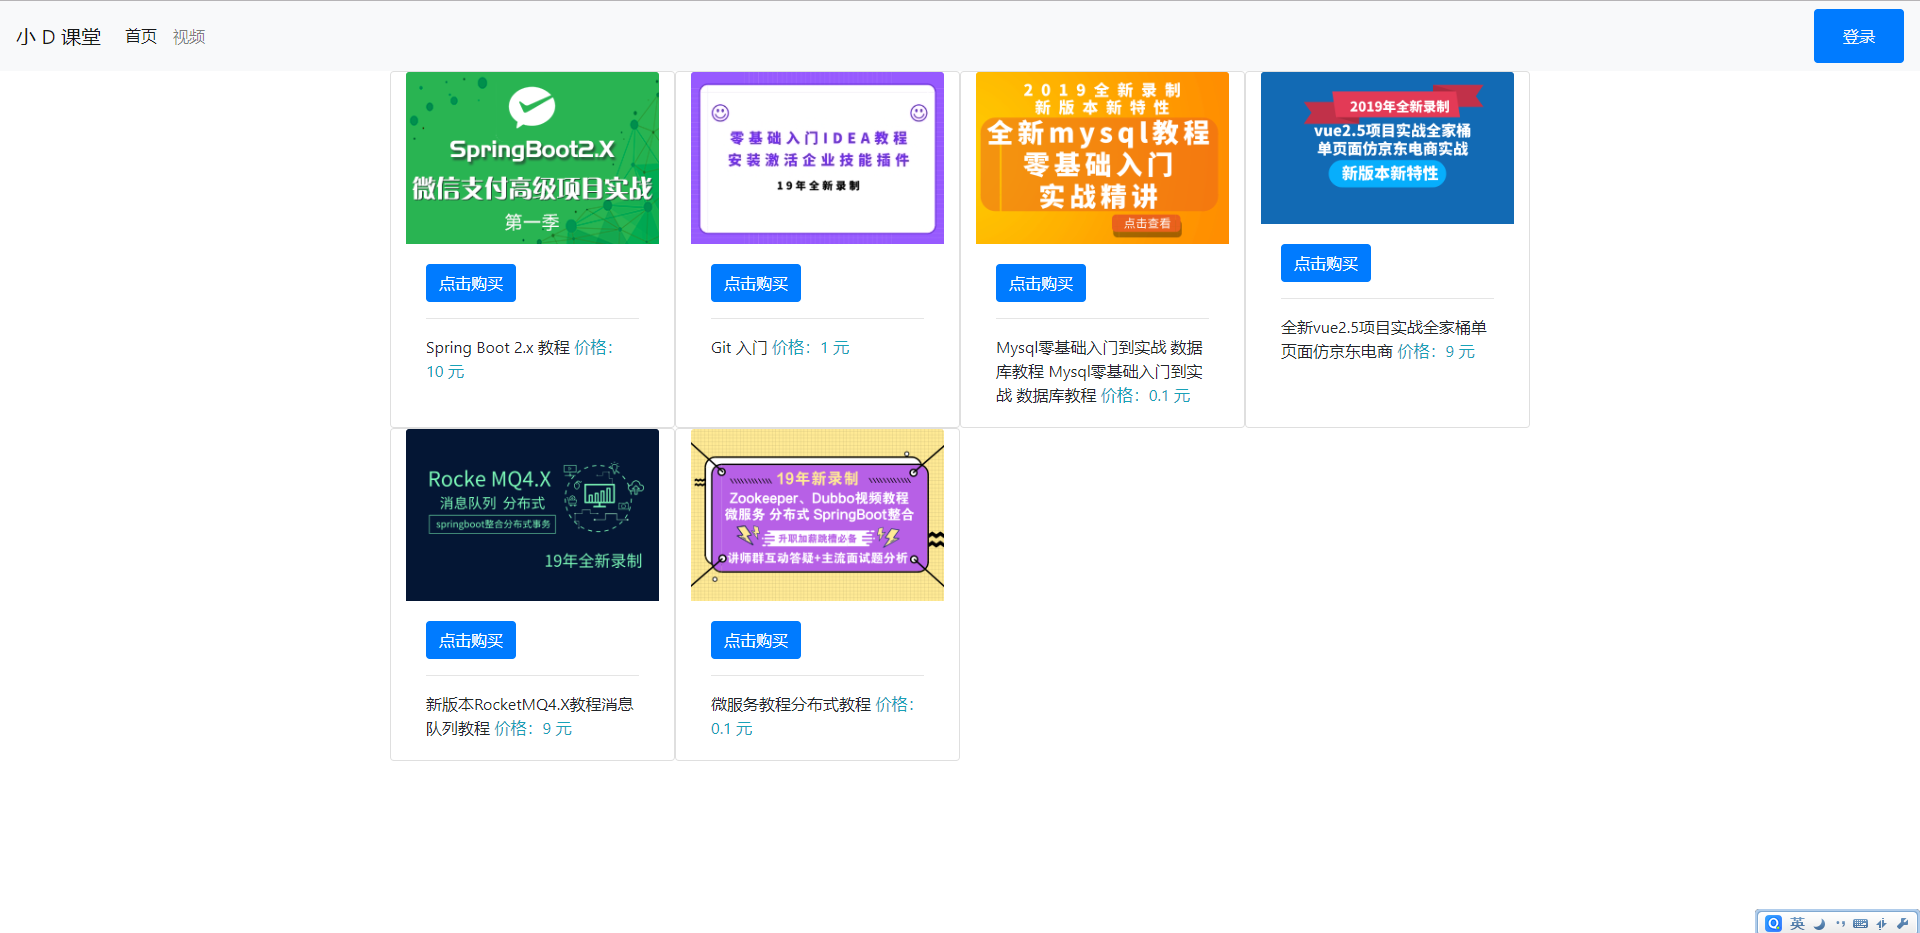 小 D 课堂 首页 视频 登录
SpringBoot2.X
微信支付高级项目实战
第一季
点击购买
Spring Boot 2.x 教程 价格：
10 元
零基础入门IDEA教程
安装激活企业技能插件
19年全新录制
点击购买
Git 入门 价格：1 元
2019全新录制
新版本新特性
全新mysql教程
零基础入门
实战精讲
点击查看
点击购买
Mysql零基础入门到实战 数据
库教程 Mysql零基础入门到实
战 数据库教程 价格：0.1 元
2019年全新录制
vue2.5项目实战全家桶
单页面仿京东电商实战
新版本新特性
点击购买
全新vue2.5项目实战全家桶单
页面仿京东电商 价格：9 元
Rocke MQ4.X
消息队列 分布式
springboot整合分布式事务
19年全新录制
点击购买
新版本RocketMQ4.X教程消息
队列教程 价格：9 元
19年新录制
Zookeeper、Dubbo视频教程
微服务 分布式 SpringBoot整合
升职加薪跳槽必备
讲师群互动答疑+主流面试题分析
点击购买
微服务教程分布式教程 价格：
0.1 元
英